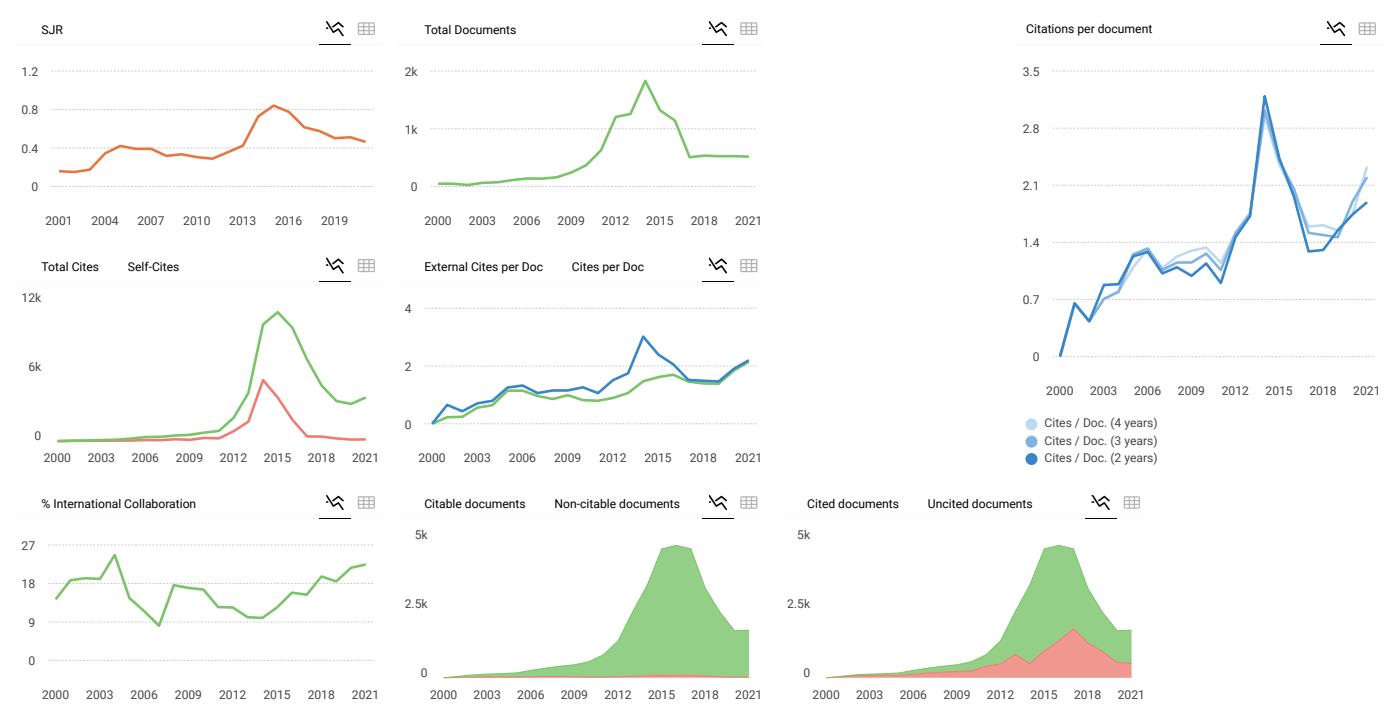 SJR
1.2
0.8
0.4
0
2001 2004 2007 2010 2013 2016 2019
Total Documents
2k
1k
0
2000 2003 2006 2009 2012 2015 2018 2021
Citations per document
3.5
2.8
2.1
1.4
0.7
0
2000 2003 2006 2009 2012 2015 2018 2021
Cites / Doc. (4 years)
Cites / Doc. (3 years)
Cites / Doc. (2 years)
Total Cites Self-Cites
12k
6k
0
2000 2003 2006 2009 2012 2015 2018 2021
External Cites per Doc Cites per Doc
4
2
0
2000 2003 2006 2009 2012 2015 2018 2021
% International Collaboration
27
18
9
0
2000 2003 2006 2009 2012 2015 2018 2021
Citable documents Non-citable documents
5k
2.5k
0
2000 2003 2006 2009 2012 2015 2018 2021
Cited documents Uncited documents
5k
2.5k
0
2000 2003 2006 2009 2012 2015 2018 2021